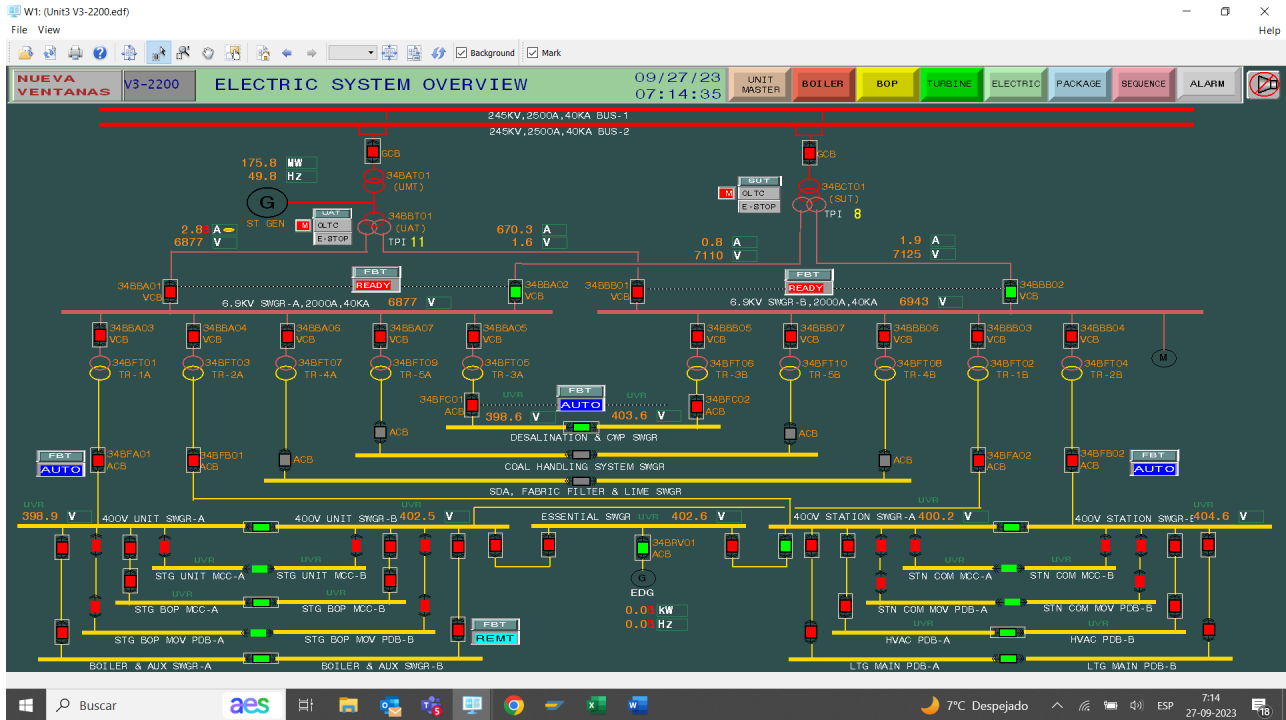 W1: (Unit3 V3-2200.edf)
File View Help
Background Mark
NUEVA VENTANAS
V3-2200
ELECTRIC SYSTEM OVERVIEW
09/27/23
07:14:35
UNIT MASTER
BOILER
BOP
TURBINE
ELECTRIC
PACKAGE
SEQUENCE
ALARM
245KV,2500A,40KA BUS-1
245KV,2500A,40KA BUS-2
GCB
GCB
175.8 MW
49.8 Hz
34BAT01
(UMT)
G
ST GEN
UAT
M OLTC
E-STOP
34BBT01
(UAT)
TPI 11
SUT
M OLTC
E-STOP
34BCT01
(SUT)
TPI 8
2.8 A
6877 V
670.3 A
1.6 V
0.8 A
7110 V
1.9 A
7125 V
34BBA01
VCB
FBT
READY
34BBA02
VCB
34BBB01
VCB
FBT
READY
34BBB02
VCB
6.9KV SWGR-A,2000A,40KA 6877 V
6.9KV SWGR-B,2000A,40KA 6943 V
34BBA03
VCB
34BBA04
VCB
34BBA06
VCB
34BBA07
VCB
34BBA05
VCB
34BBB05
VCB
34BBB07
VCB
34BBB06
VCB
34BBB03
VCB
34BBB04
VCB
M
34BFT01
TR-1A
34BFT03
TR-2A
34BFT07
TR-4A
34BFT09
TR-5A
34BFT05
TR-3A
34BFT06
TR-3B
34BFT10
TR-5B
34BFT08
TR-4B
34BFT02
TR-1B
34BFT04
TR-2B
34BFC01
ACB
UVR
FBT
AUTO
UVR
34BFC02
ACB
398.6 V
403.6 V
DESALINATION & CWP SWGR
ACB
ACB
COAL HANDLING SYSTEM SWGR
FBT
AUTO
34BFA01
ACB
34BFB01
ACB
ACB
ACB
34BFA02
ACB
34BFB02
ACB
FBT
AUTO
SDA, FABRIC FILTER & LIME SWGR
UVR
398.9 V
400V UNIT SWGR-A
400V UNIT SWGR-B
UVR
402.5 V
ESSENTIAL SWGR UVR 402.6 V
400V STATION SWGR-A
UVR
400.2 V
400V STATION SWGR-
UVR
404.6 V
UVR
STG UNIT MCC-A
STG UNIT MCC-B
34BRV01
ACB
G
EDG
0.0 kW
0.0 Hz
UVR
STN COM MCC-A
STN COM MCC-B
UVR
STG BOP MCC-A
STG BOP MCC-B
UVR
STN COM MOV PDB-A
STN COM MOV PDB-B
STG BOP MOV PDB-A
STG BOP MOV PDB-B
FBT
REMT
UVR
HVAC PDB-A
HVAC PDB-B
UVR
BOILER & AUX SWGR-A
BOILER & AUX SWGR-B
UVR
LTG MAIN PDB-A
LTG MAIN PDB-B
Buscar
aes
7°C Despejado
ESP
7:14
27-09-2023
18